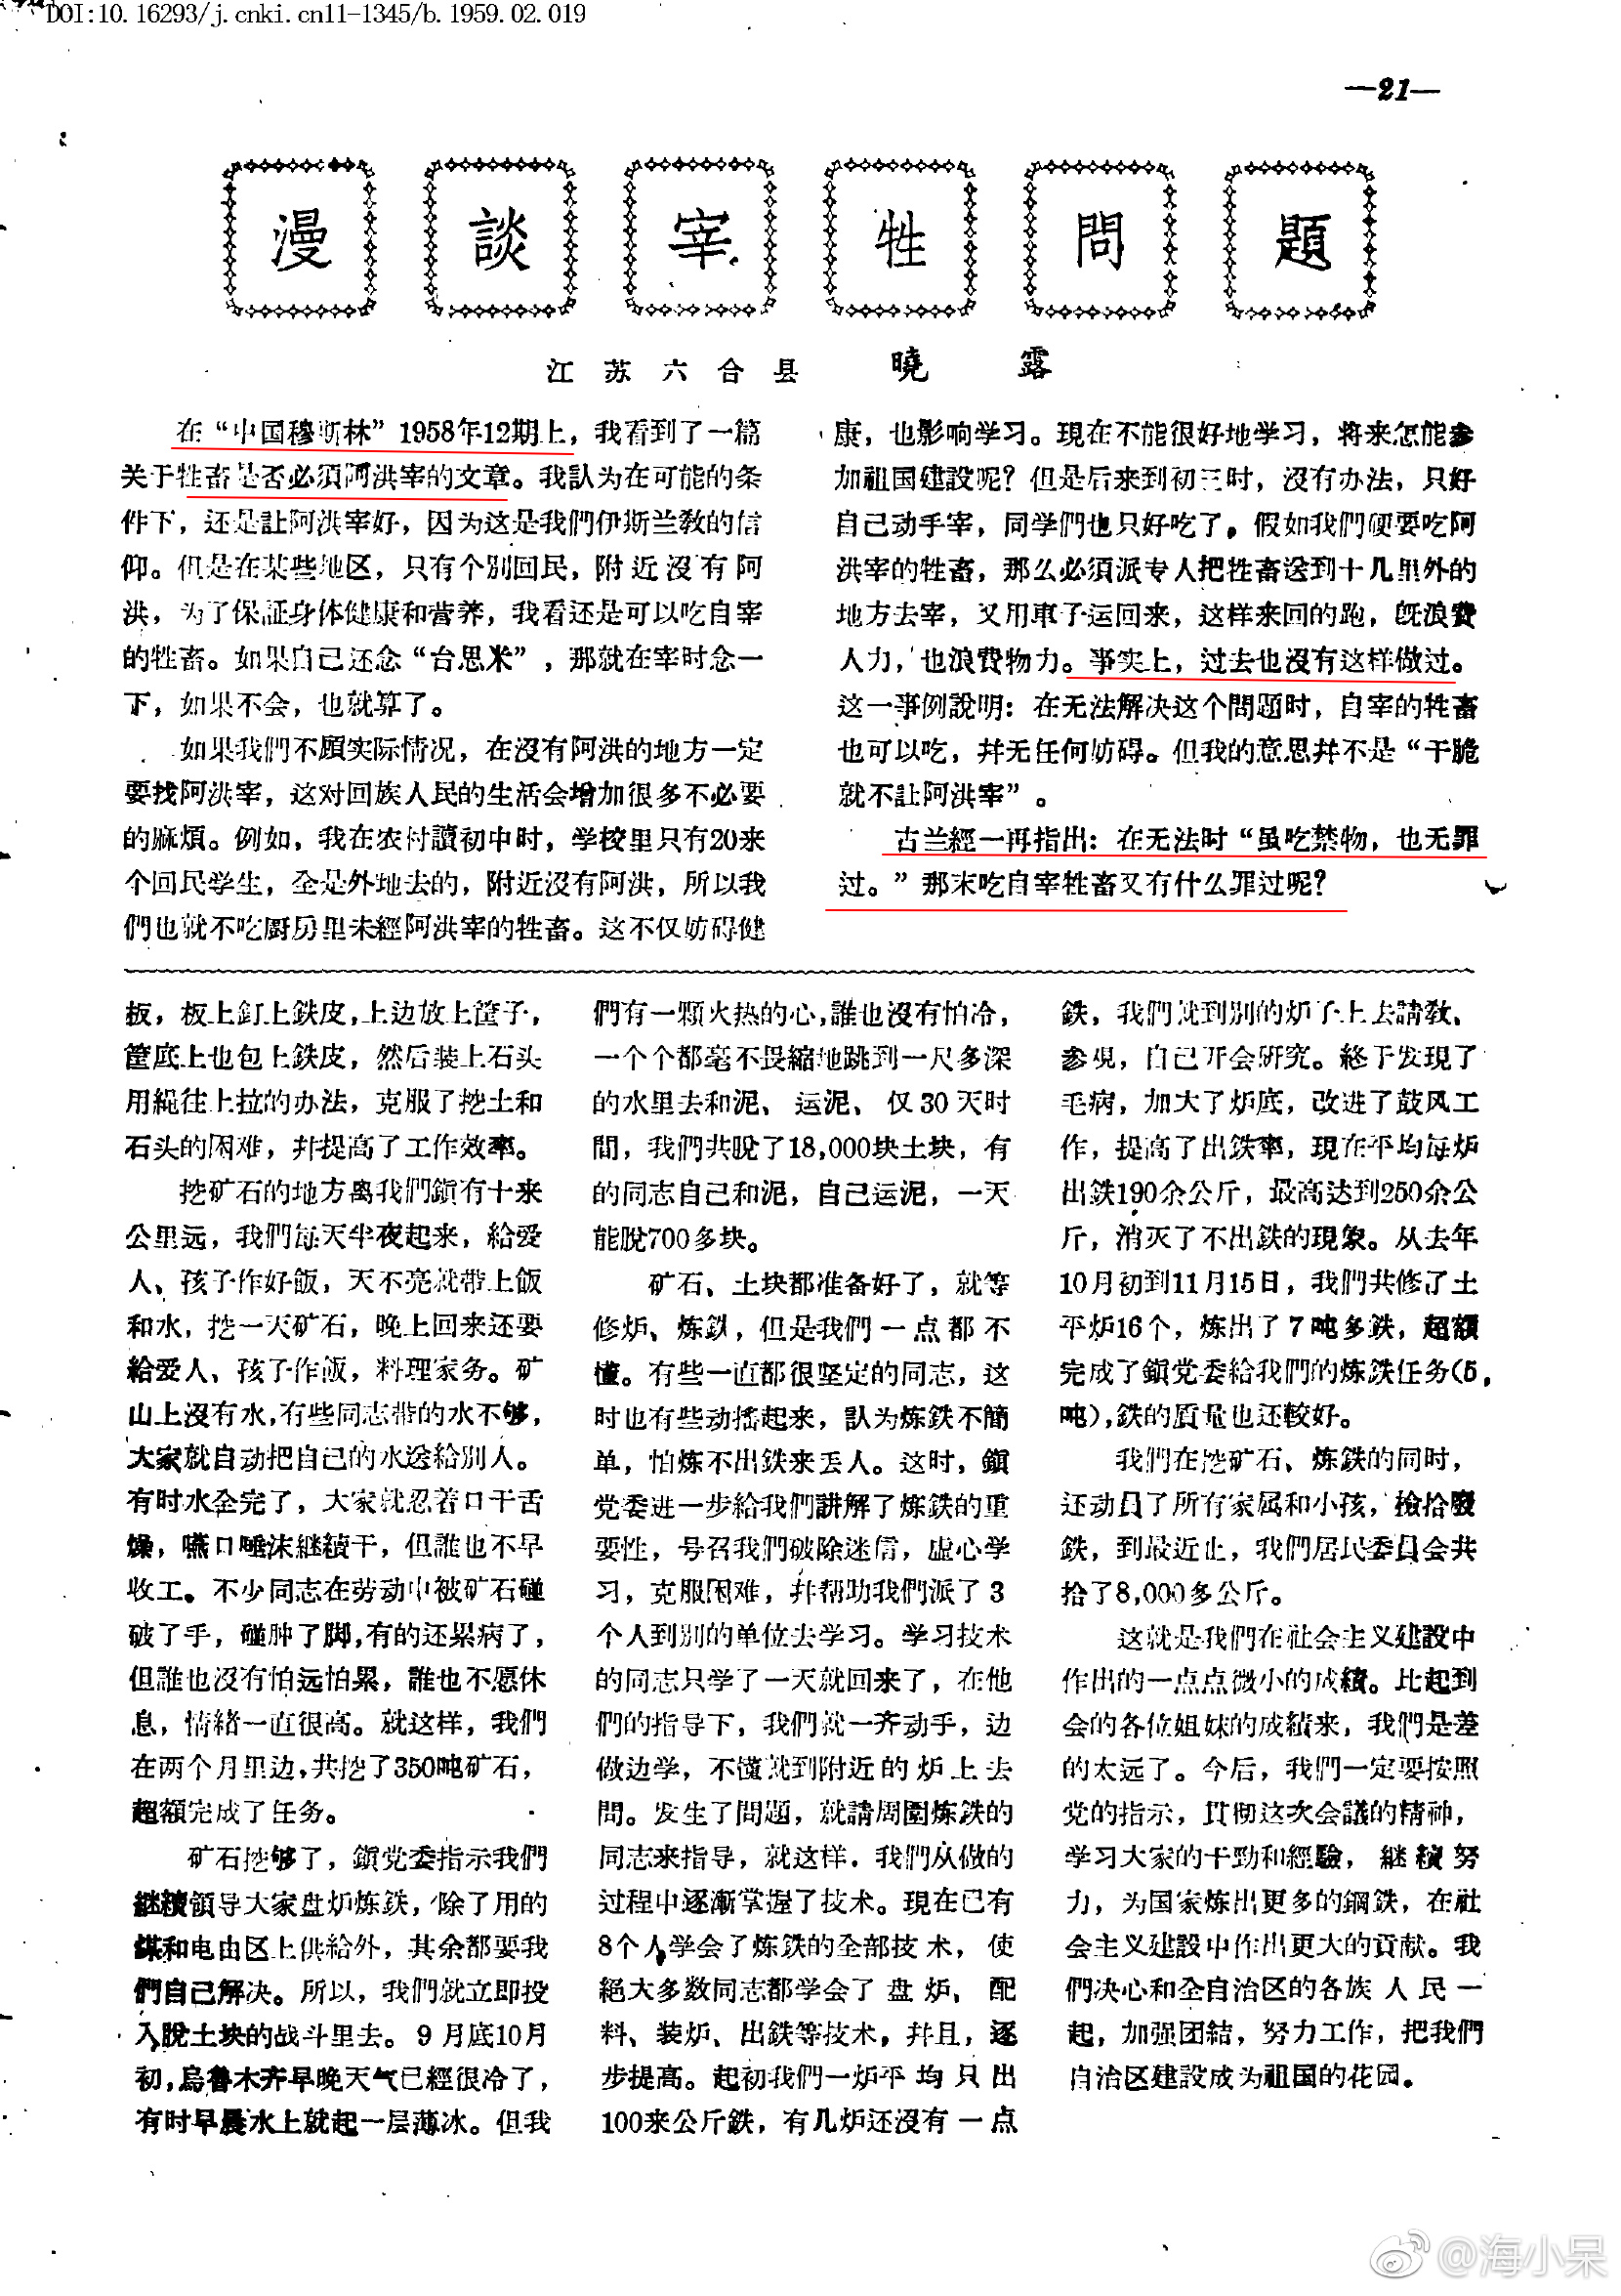 DOI:10.16293/j.cnki.cn11-1345/b.1959.02.019
—21—
漫談宰牲問題
江苏六合县 曉露
在“中国穆斯林”1958年12期上，我看到了一篇
关于牲畜是否必須阿洪宰的文章。我認为在可能的条
件下，还是註阿洪宰好，因为这是我們伊斯兰教的信
仰。但是在某些地区，只有个別回民，附近沒有阿
洪，为了保証身体健康和营养，我看还是可以吃自宰
的牲畜。如果自己还念“台思米”，那就在宰时念一
下，如果不会，也就算了。
如果我們不顧实际情况，在沒有阿洪的地方一定
要找阿洪宰，这对回族人民的生活会增加很多不必要
的麻煩。例如，我在农村讀初中时，学校里只有20来
个回民学生，全是外地去的，附近沒有阿洪，所以我
們也就不吃厨房里未經阿洪宰的牲畜。这不仅妨碍健
康，也影响学习。現在不能很好地学习，将来怎能参
加祖国建設呢？但是后来到初三时，沒有办法，只好
自己动手宰，同学們也只好吃了。假如我們硬要吃阿
洪宰的牲畜，那么必須派专人把牲畜送到十几里外的
地方去宰，又用車子运回来，这样来回的跑，既浪費
人力，也浪費物力。事实上，过去也沒有这样做过。
这一事例說明：在无法解决这个問題时，自宰的牲畜
也可以吃，幷无任何妨碍。但我的意思幷不是“干脆
就不註阿洪宰”。
古兰經一再指出：在无法时“虽吃禁物，也无罪
过。”那末吃自宰牲畜又有什么罪过呢？
板，板上釘上鉄皮，上边放上筐子，
筐底上也包上鉄皮，然后装上石头
用繩往上拉的办法，克服了挖土和
石头的困难，幷提高了工作效率。
挖矿石的地方离我們鎭有十来
公里远，我們每天半夜起来，給爱
人、孩子作好飯，天不亮就带上飯
和水，挖一天矿石，晚上回来还要
給爱人、孩子作飯，料理家务。矿
山上沒有水，有些同志带的水不够，
大家就自动把自己的水送給別人。
有时水全完了，大家就忍着口干舌
燥，嚥口唾沫継續干，但誰也不早
收工。不少同志在劳动中被矿石碰
破了手，碰肿了脚，有的还累病了，
但誰也沒有怕远怕累，誰也不愿休
息，情緒一直很高。就这样，我們
在两个月里边，共挖了350吨矿石，
超額完成了任务。
矿石挖够了，鎭党委指示我們
継續領导大家盘炉炼鉄，除了用的
煤和电由区上供給外，其余都要我
們自己解决。所以，我們就立即投
入脫土块的战斗里去。9月底10月
初，烏魯木齐早晚天气已經很冷了，
有时早晨水上就起一层薄冰。但我
們有一顆火热的心，誰也沒有怕冷，
一个个都毫不畏縮地跳到一尺多深
的水里去和泥、运泥、仅30天时
間，我們共脫了18,000块土块，有
的同志自己和泥，自己运泥，一天
能脫700多块。
矿石、土块都准备好了，就等
修炉、炼鉄，但是我們一点都不
懂。有些一直都很坚定的同志，这
时也有些动搖起来，認为炼鉄不簡
单，怕炼不出鉄来丢人。这时，鎭
党委进一步給我們講解了炼鉄的重
要性，号召我們破除迷信，虚心学
习，克服困难，幷帮助我們派了3
个人到別的单位去学习。学习技术
的同志只学了一天就回来了，在他
們的指导下，我們就一齐动手，边
做边学，不懂就到附近的炉上去
問。发生了問題，就請周圍炼鉄的
同志来指导，就这样．我們从做的
过程中逐漸掌握了技术。現在已有
8个人学会了炼鉄的全部技术，使
絕大多数同志都学会了盘炉，配
料、装炉、出鉄等技术，幷且，逐
步提高。起初我們一炉平均只出
100来公斤鉄，有几炉还沒有一点
鉄，我們就到別的炉子上去請教、
参观，自己开会研究。終于发現了
毛病，加大了炉底，改进了鼓风工
作，提高了出鉄率，現在平均每炉
出鉄190余公斤，最高达到250余公
斤，消灭了不出鉄的現象。从去年
10月初到11月15日，我們共修了土
平炉16个，炼出了7吨多鉄，超額
完成了鎭党委給我們的炼鉄任务(5
吨)，鉄的質量也还較好。
我們在挖矿石、炼鉄的同时，
还动員了所有家属和小孩，撿拾廢
鉄，到最近止，我們居民委員会共
拾了8,000多公斤。
这就是我們在社会主义建設中
作出的一点点微小的成績。比起到
会的各位姐妹的成績来，我們是差
的太远了。今后，我們一定要按照
党的指示，貫彻这次会議的精神，
学习大家的干勁和經驗，継續努
力，为国家炼出更多的鋼鉄，在社
会主义建設中作出更大的貢献。我
們决心和全自治区的各族人民一
起，加强团結，努力工作，把我們
自治区建設成为祖国的花园。
@海小呆